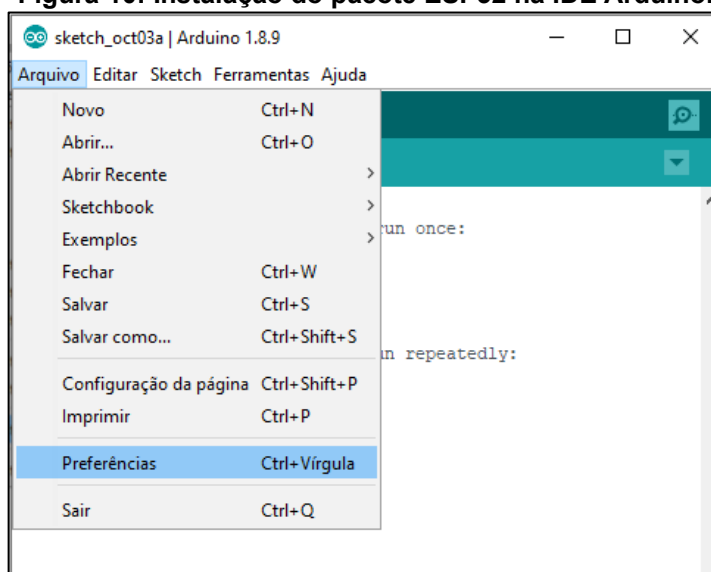 sketch_oct03a | Arduino 1.8.9
Arquivo Editar Sketch Ferramentas Ajuda
Novo Ctrl+N
Abrir... Ctrl+O
Abrir Recente
Sketchbook
Exemplos
run once:
Fechar Ctrl+W
Salvar Ctrl+S
Salvar como... Ctrl+Shift+S
repeatedly:
Configuração da página Ctrl+Shift+P
Imprimir Ctrl+P
Preferências Ctrl+Vírgula
Sair Ctrl+Q